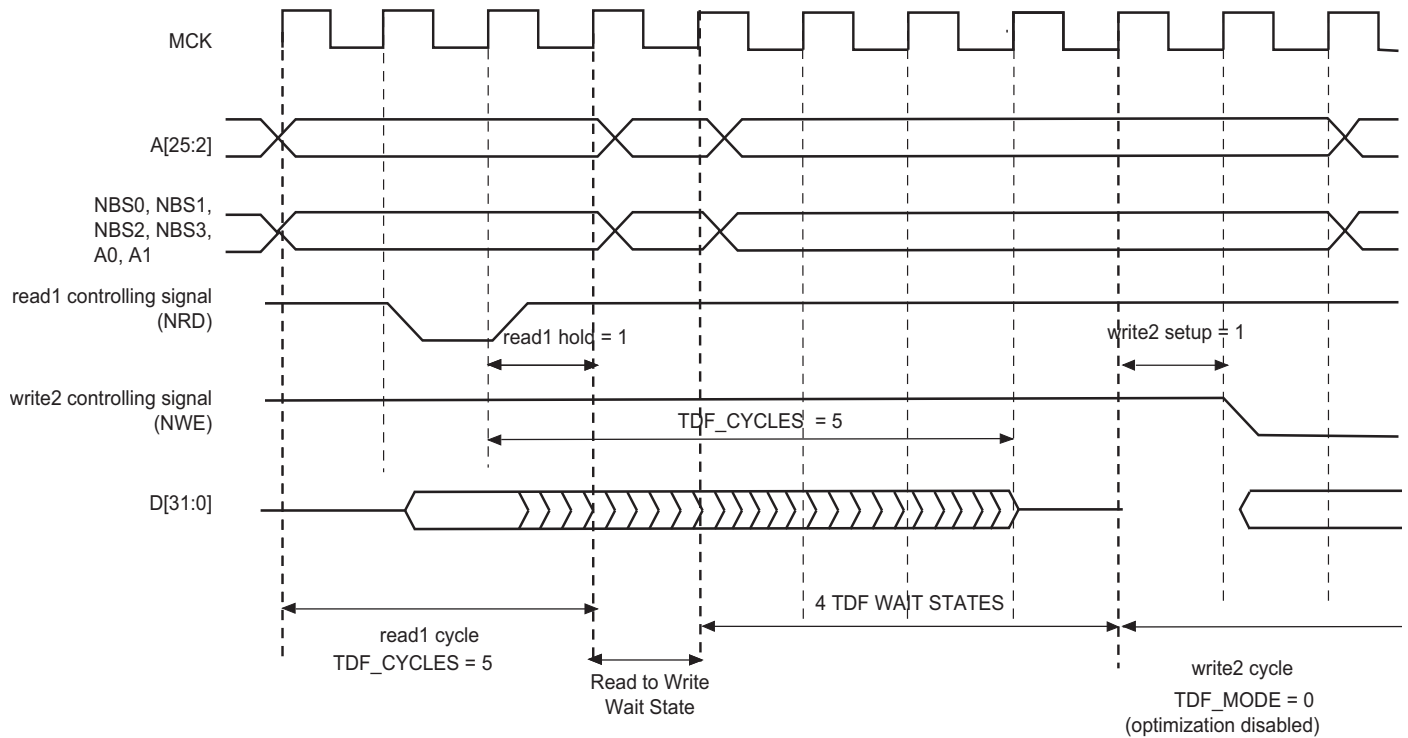 MCK
A[25:2]
NBS0, NBS1,
NBS2, NBS3,
A0, A1
read1 controlling signal
(NRD)
read1 hold = 1
write2 setup = 1
write2 controlling signal
(NWE)
TDF_CYCLES = 5
D[31:0]
4 TDF WAIT STATES
read1 cycle
TDF_CYCLES = 5
Read to Write
Wait State
write2 cycle
TDF_MODE = 0
(optimization disabled)